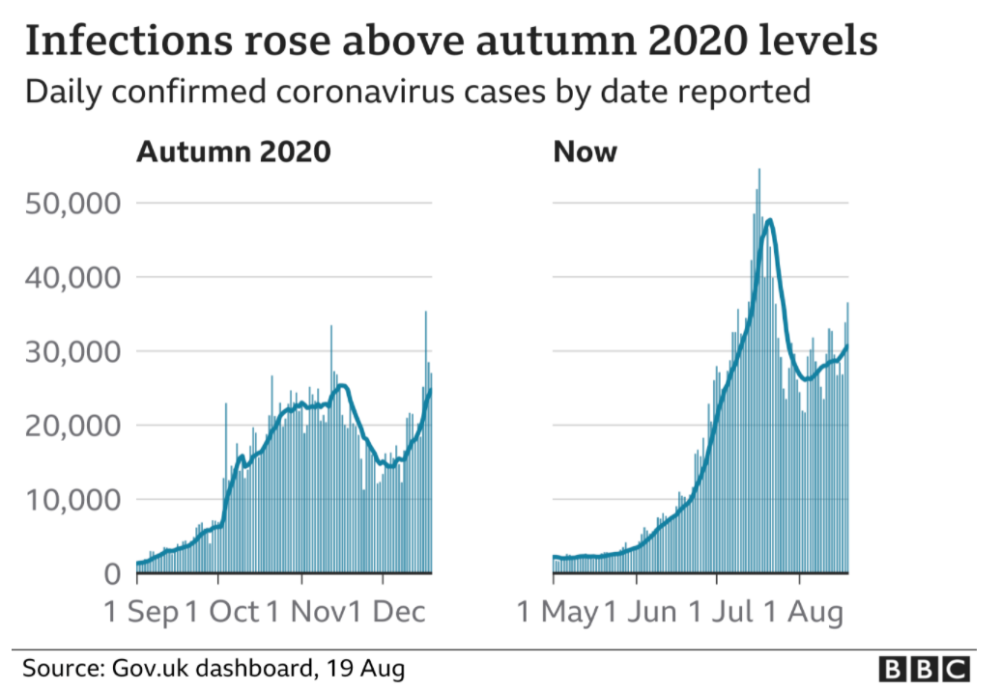 Infections rose above autumn 2020 levels
Daily confirmed coronavirus cases by date reported
Autumn 2020
50,000
40,000
30,000
20,000
10,000
0
1 Sep 1 Oct 1 Nov 1 Dec
Now
1 May 1 Jun 1 Jul 1 Aug
Source: Gov.uk dashboard, 19 Aug
BBC